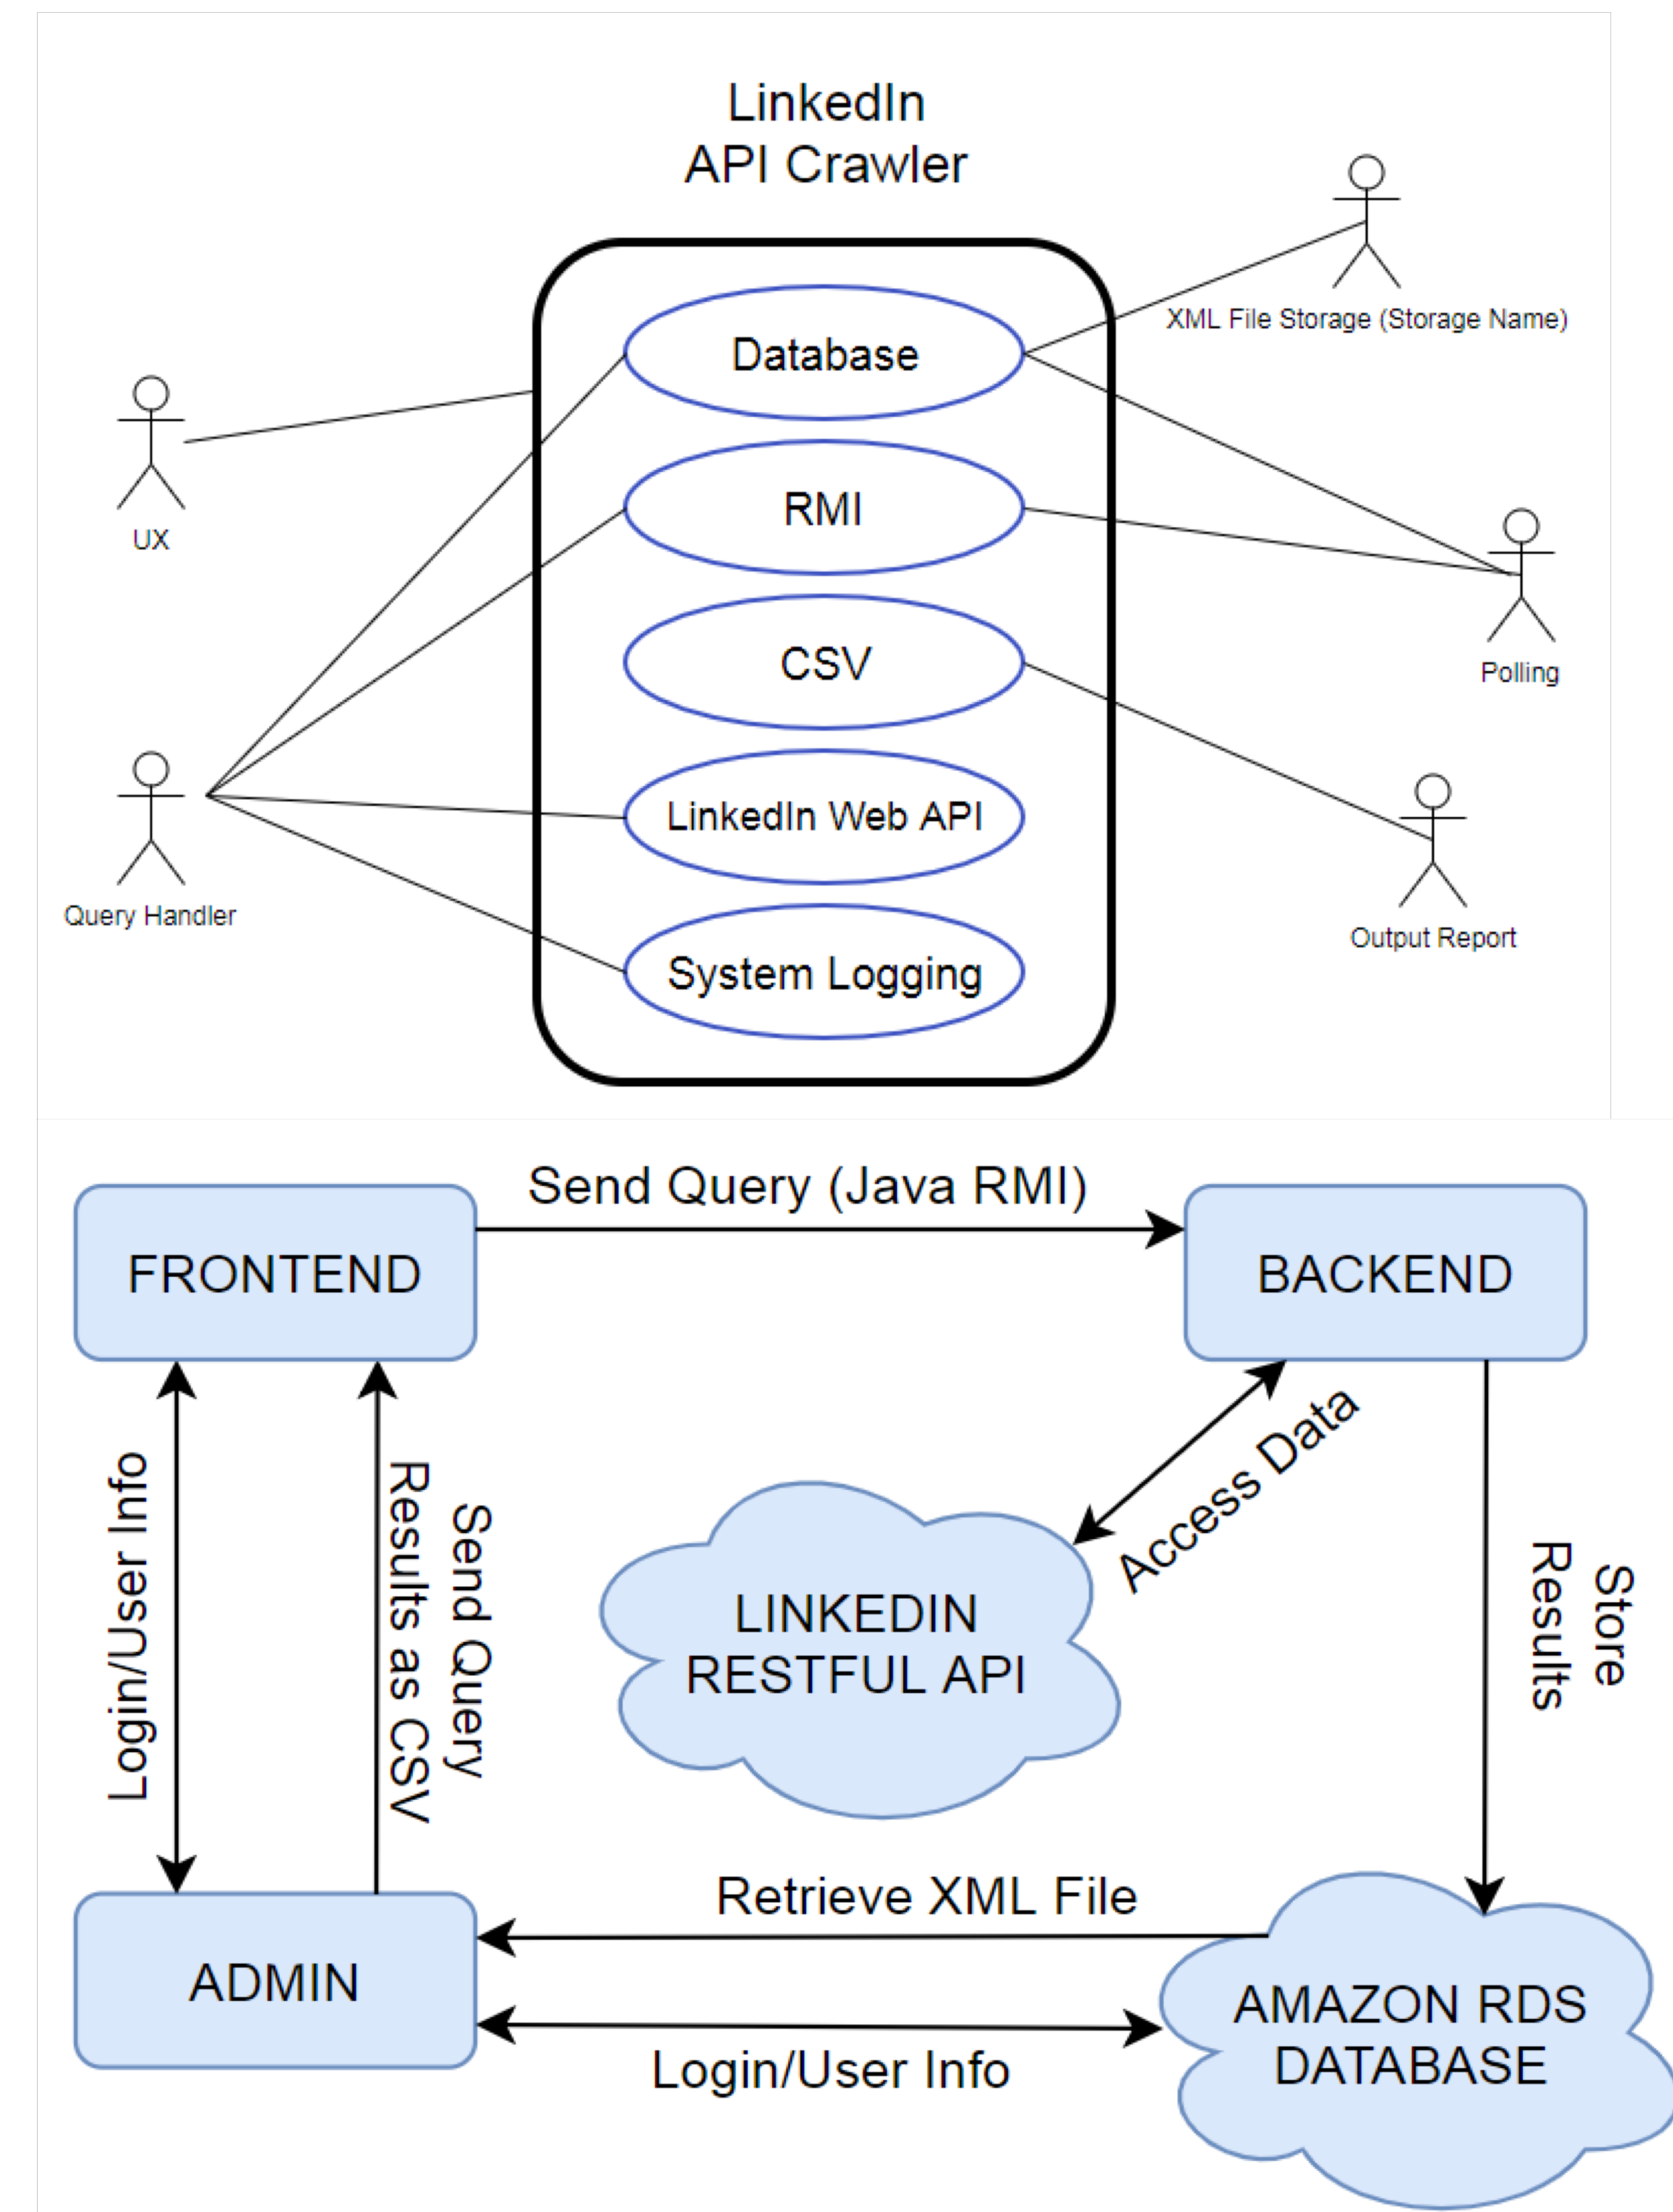 LinkedIn
API Crawler
Database
XML File Storage (Storage Name)
RMI
UX
CSV
Polling
LinkedIn Web API
Query Handler
Output Report
System Logging
Send Query (Java RMI)
FRONTEND
BACKEND
Login/User Info
Send Query
Results as CSV
Access Data
LINKEDIN
RESTFUL API
Store
Results
Retrieve XML File
ADMIN
AMAZON RDS
DATABASE
Login/User Info